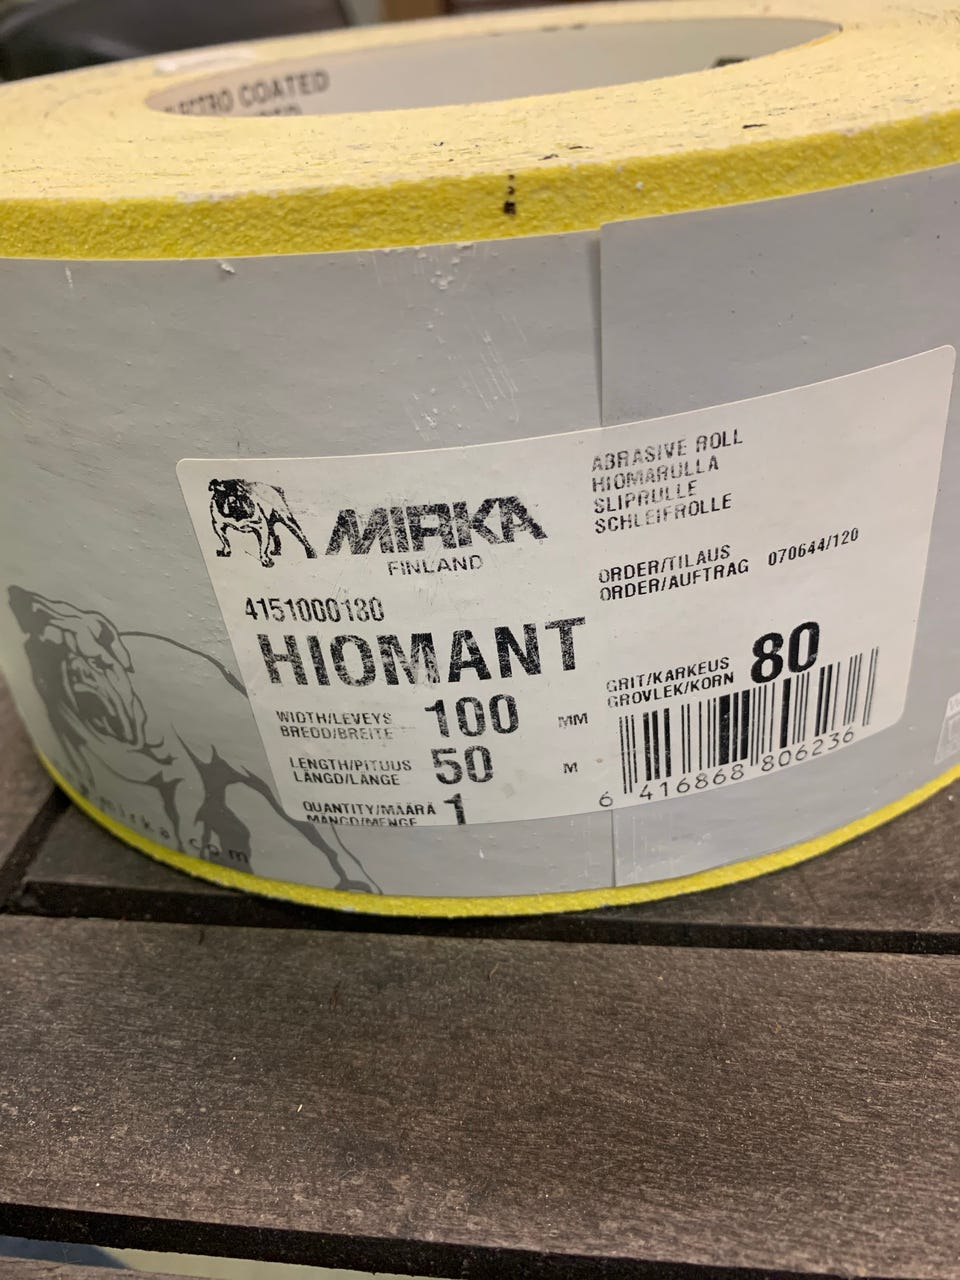 COATED
MIRKA
FINLAND
4151000180
HIOMANT
WIDTH/LEVEYS
BREDD/BREITE
100 MM
LENGTH/PITUUS
LÄNGD/LÄNGE
50 M
QUANTITY/MÄÄRÄ
MÄNGD/MENGE
1
ABRASIVE ROLL
HIOMARULLA
SLIPRULLE
SCHLEIFROLLE
ORDER/TILAUS
ORDER/AUFTRAG 070644/120
GRIT/KARKEUS
GROVLEK/KORN
80
6 416868 806236
mirka.com